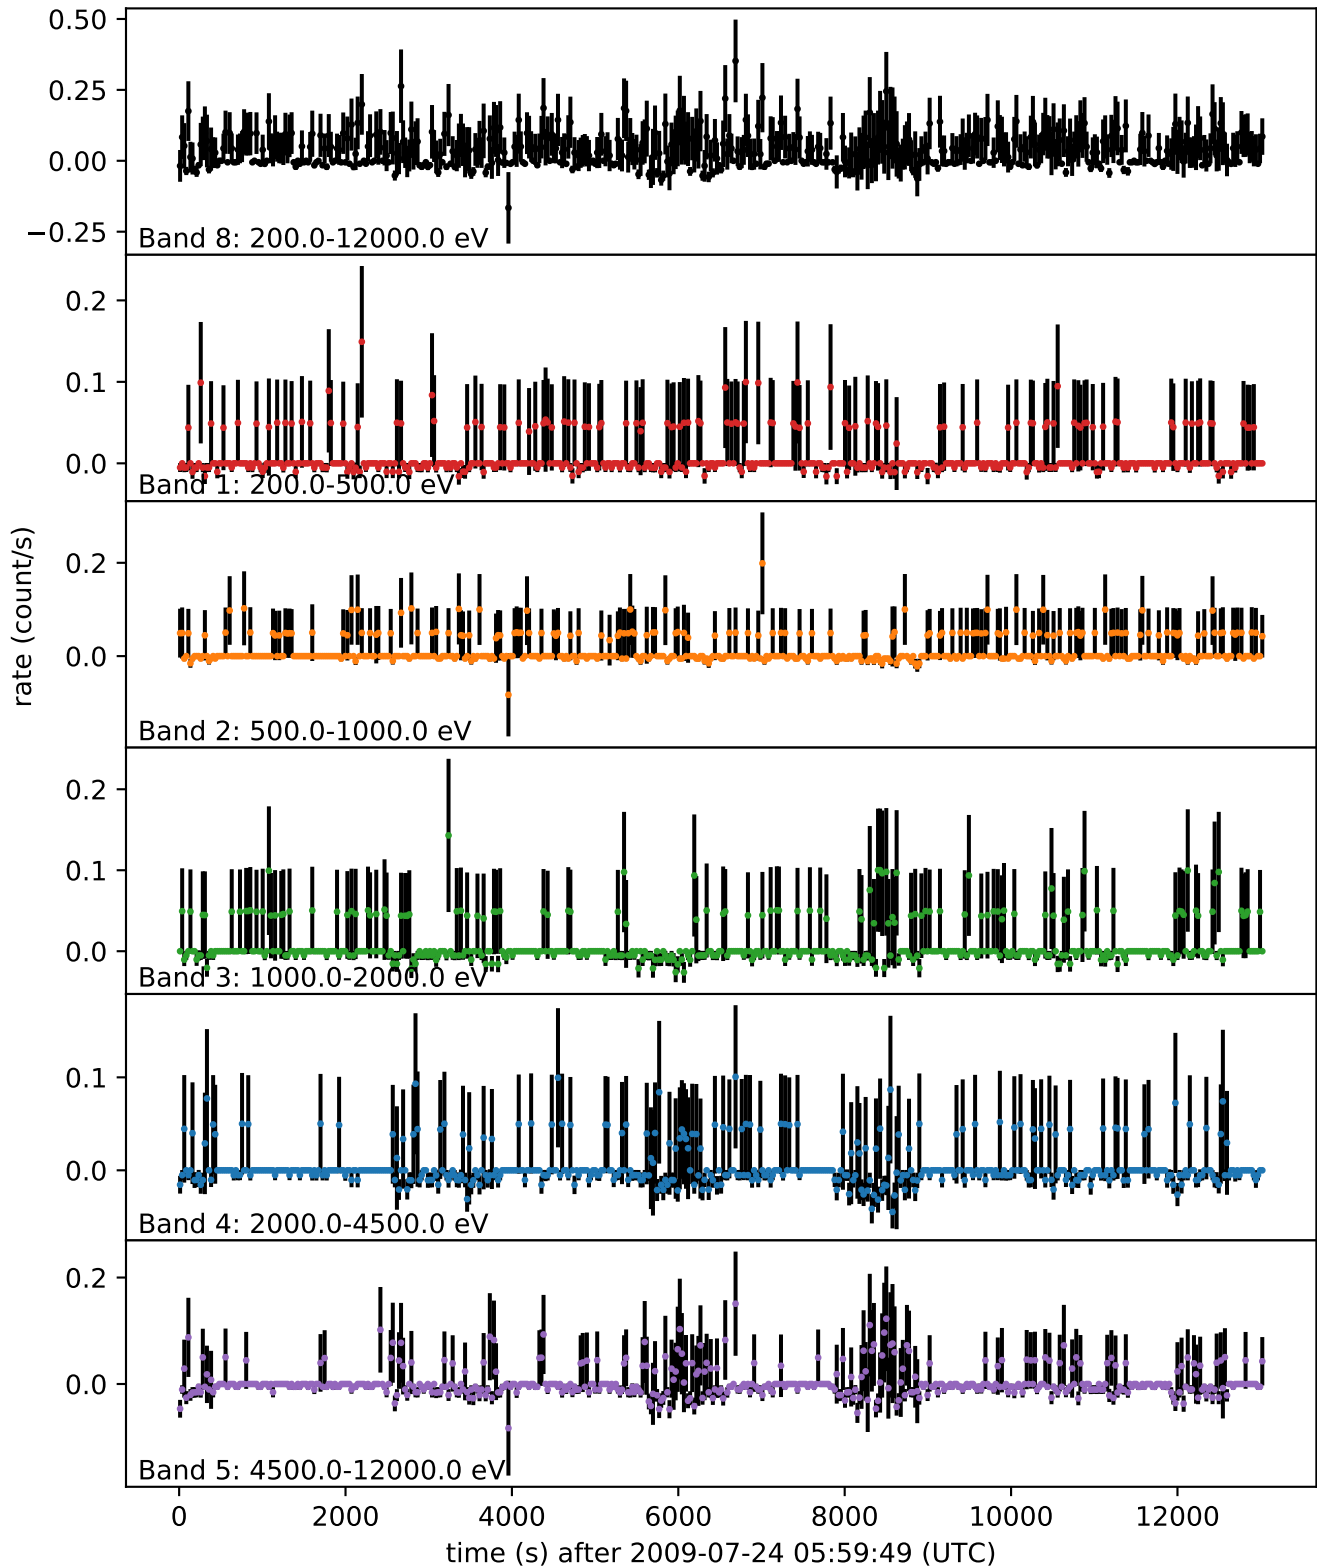 0.50
0.25
0.00
−0.25
Band 8: 200.0-12000.0 eV
0.2
0.1
0.0
Band 1: 200.0-500.0 eV
rate (count/s)
0.2
0.0
Band 2: 500.0-1000.0 eV
0.2
0.1
0.0
Band 3: 1000.0-2000.0 eV
0.1
0.0
Band 4: 2000.0-4500.0 eV
0.2
0.0
Band 5: 4500.0-12000.0 eV
0 2000 4000 6000 8000 10000 12000
time (s) after 2009-07-24 05:59:49 (UTC)